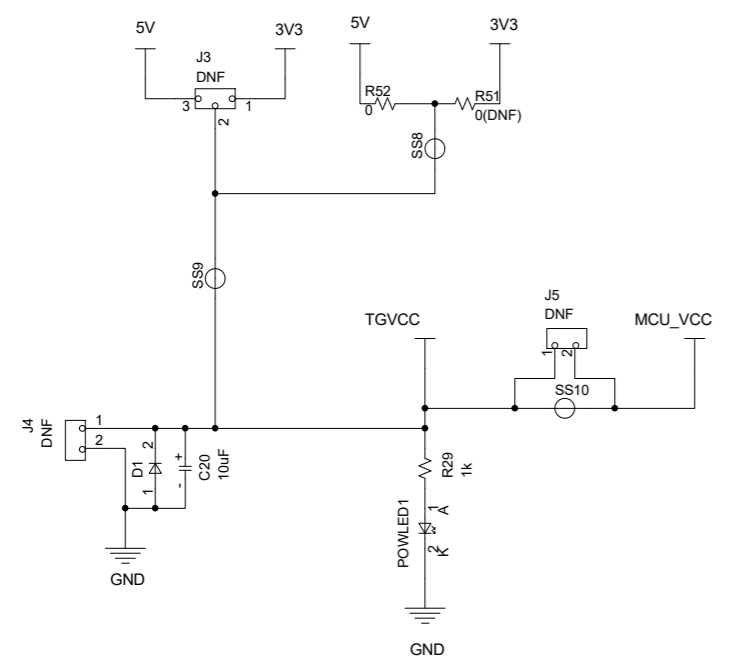 5V
3V3
J3
DNF
3
1
2
5V
3V3
R52
0
R51
0(DNF)
SS8
SS9
TGVCC
J5
DNF
1
2
MCU_VCC
SS10
J4
DNF
1
2
D1
2
1
+
-
C20
10uF
GND
R29
1k
POWLED1
1
A
2
K
GND